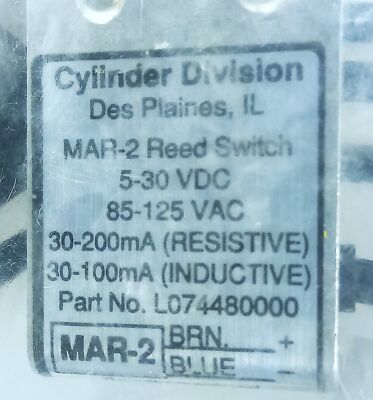 Cylinder Division
Des Plaines, IL
MAR-2 Reed Switch
5-30 VDC
85-125 VAC
30-200mA (RESISTIVE)
30-100mA (INDUCTIVE)
Part No. L074480000
MAR-2 BRN. +
BLUE -